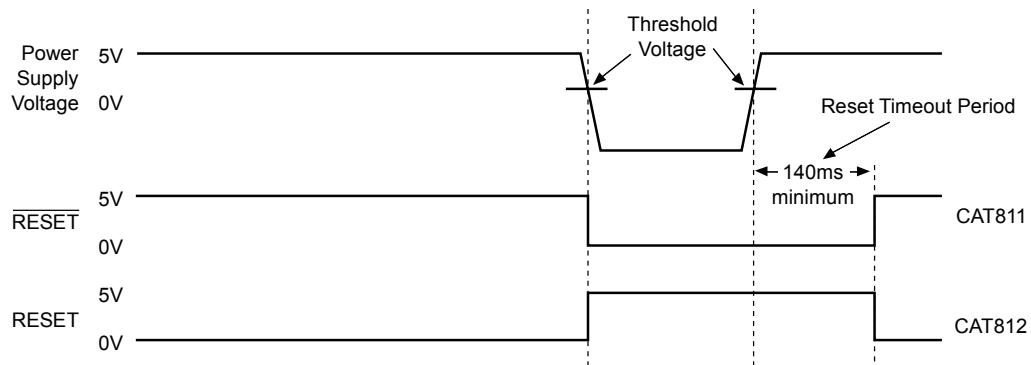 Threshold
Voltage
Power
Supply
Voltage
5V
0V
Reset Timeout Period
140ms
minimum
R̅E̅S̅E̅T̅
5V
0V
CAT811
RESET
5V
0V
CAT812